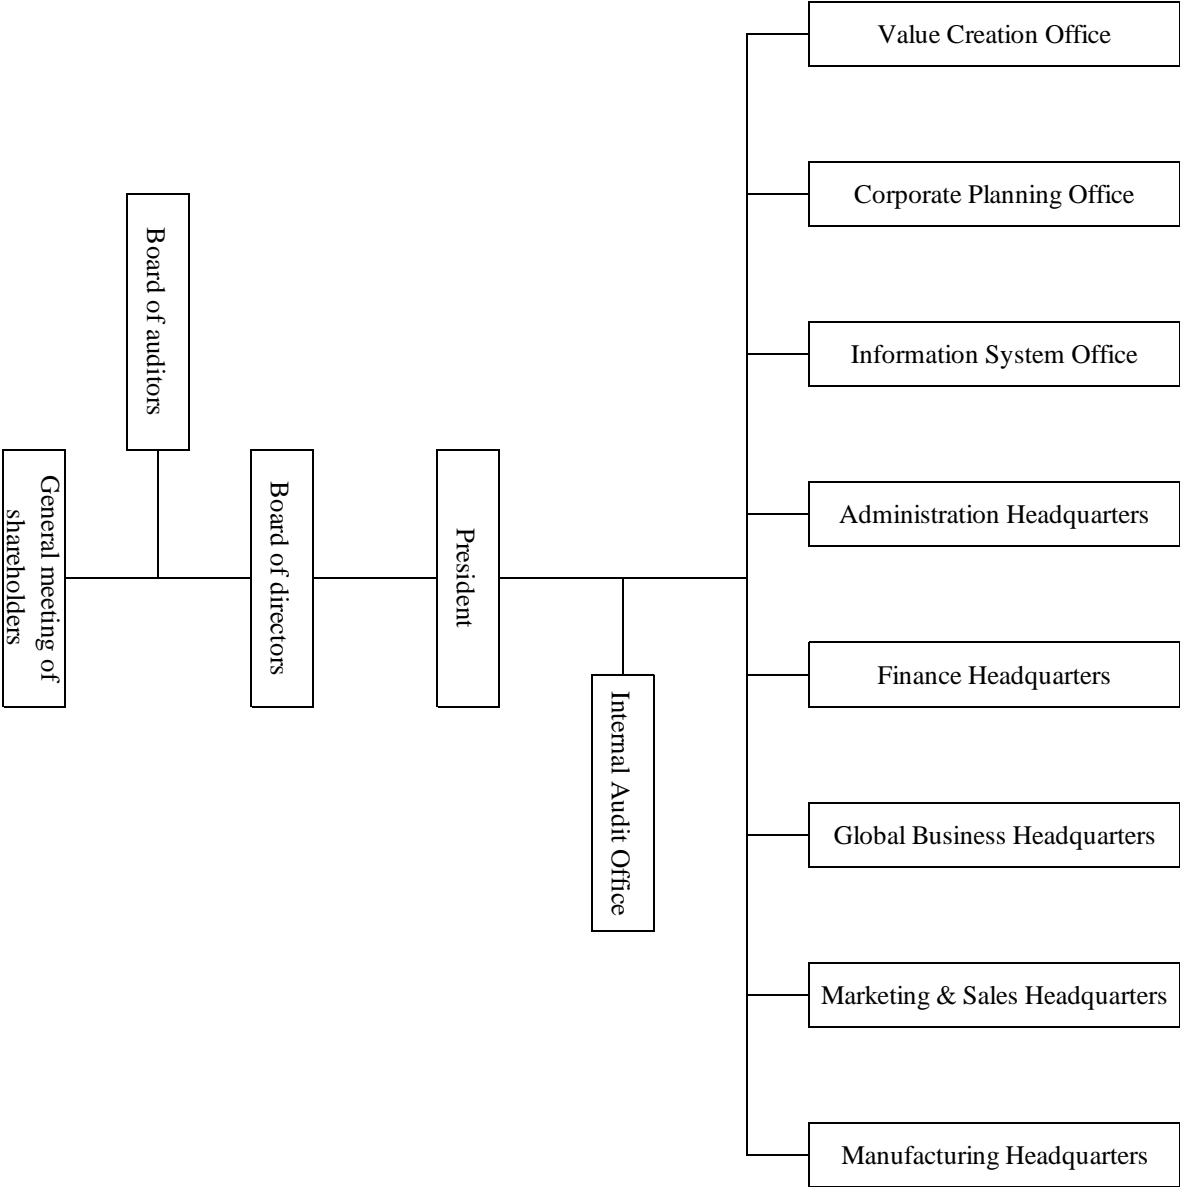 General meeting of
shareholders
Board of auditors
Board of directors
President
Internal Audit Office
Value Creation Office
Corporate Planning Office
Information System Office
Administration Headquarters
Finance Headquarters
Global Business Headquarters
Marketing & Sales Headquarters
Manufacturing Headquarters